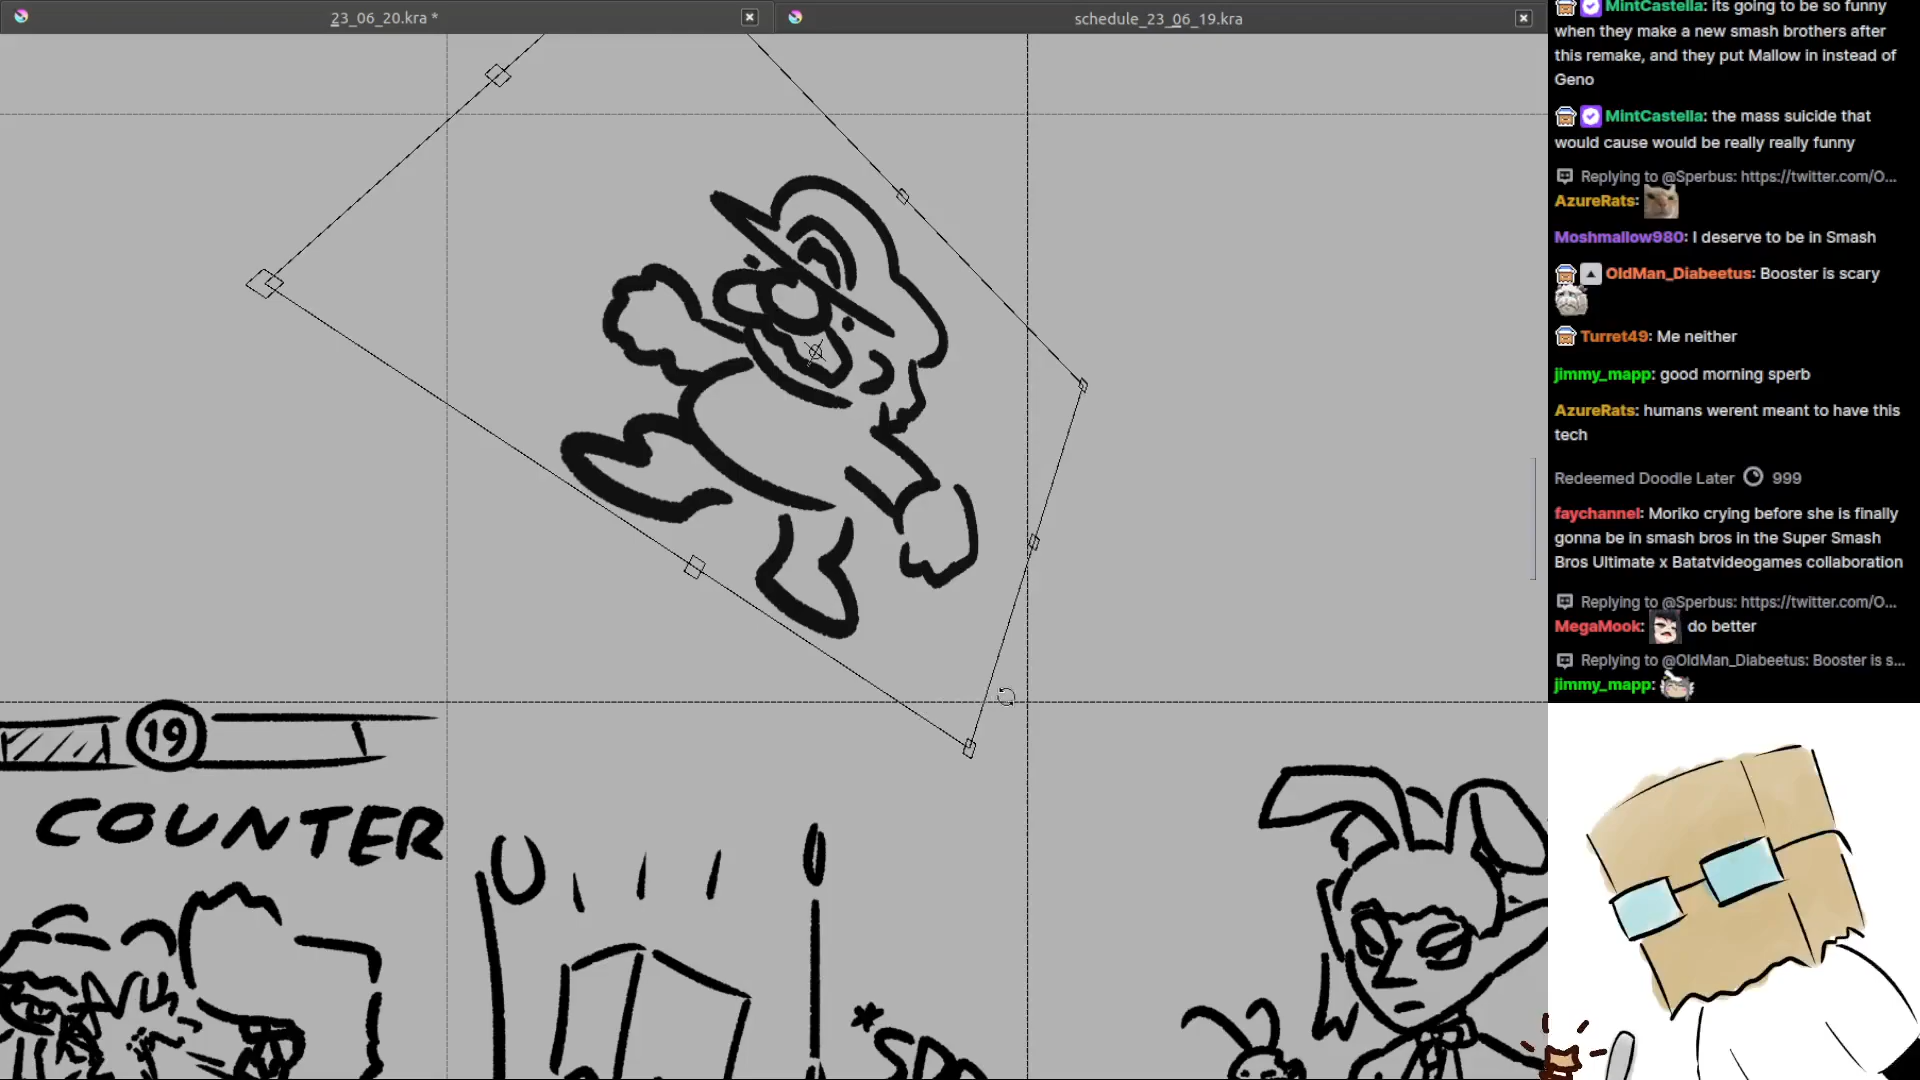 23_06_20.kra *
schedule_23_06_19.kra
MintCastella: its going to be so funny
when they make a new smash brothers after
this remake, and they put Mallow in instead of
Geno
MintCastella: the mass suicide that
would cause would be really really funny
Replying to @Sperbus: https://twitter.com/O...
AzureRats:
Moshmallow980: I deserve to be in Smash
OldMan_Diabeetus: Booster is scary
Turret49: Me neither
jimmy_mapp: good morning sperb
AzureRats: humans werent meant to have this
tech
Redeemed Doodle Later 999
faychannel: Moriko crying before she is finally
gonna be in smash bros in the Super Smash
Bros Ultimate x Batatvideogames collaboration
Replying to @Sperbus: https://twitter.com/O...
MegaMook: do better
Replying to @OldMan_Diabeetus: Booster is s...
jimmy_mapp:
19
COUNTER